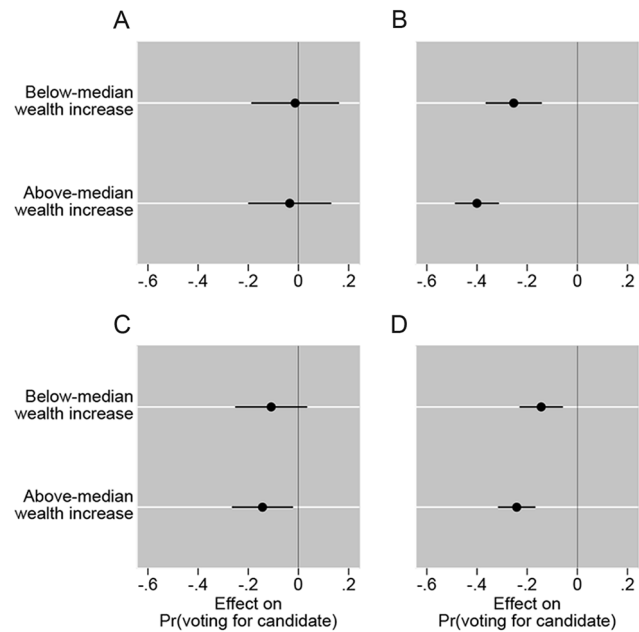 A
B
Below-median
wealth increase
Above-median
wealth increase
-.6 -.4 -.2 0 .2
-.6 -.4 -.2 0 .2
C
D
Below-median
wealth increase
Above-median
wealth increase
-.6 -.4 -.2 0 .2
Effect on
Pr(voting for candidate)
-.6 -.4 -.2 0 .2
Effect on
Pr(voting for candidate)